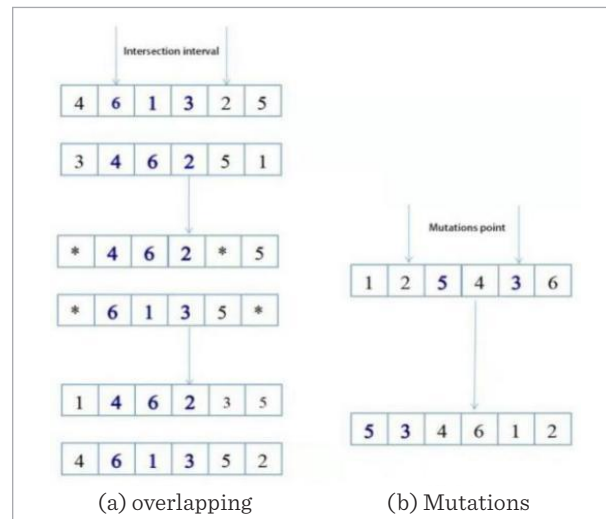 Intersection interval
4 6 1 3 2 5
3 4 6 2 5 1
* 4 6 2 * 5
* 6 1 3 5 *
1 4 6 2 3 5
4 6 1 3 5 2
(a) overlapping
Mutations point
1 2 5 4 3 6
5 3 4 6 1 2
(b) Mutations